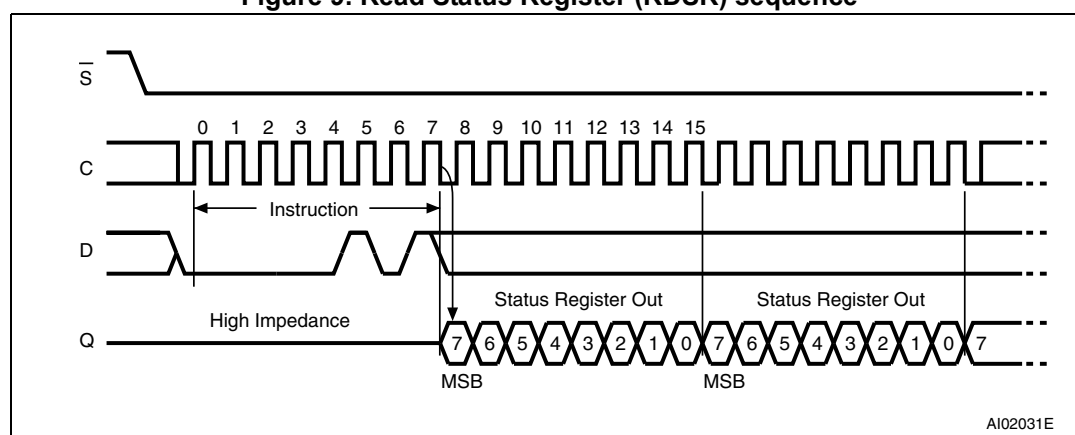 Figure 9. Read Status Register (RDSR) sequence
S
0 1 2 3 4 5 6 7 8 9 10 11 12 13 14 15
C
Instruction
D
Status Register Out Status Register Out
High Impedance
Q 7 6 5 4 3 2 1 0 7 6 5 4 3 2 1 0 7
MSB MSB
AI02031E